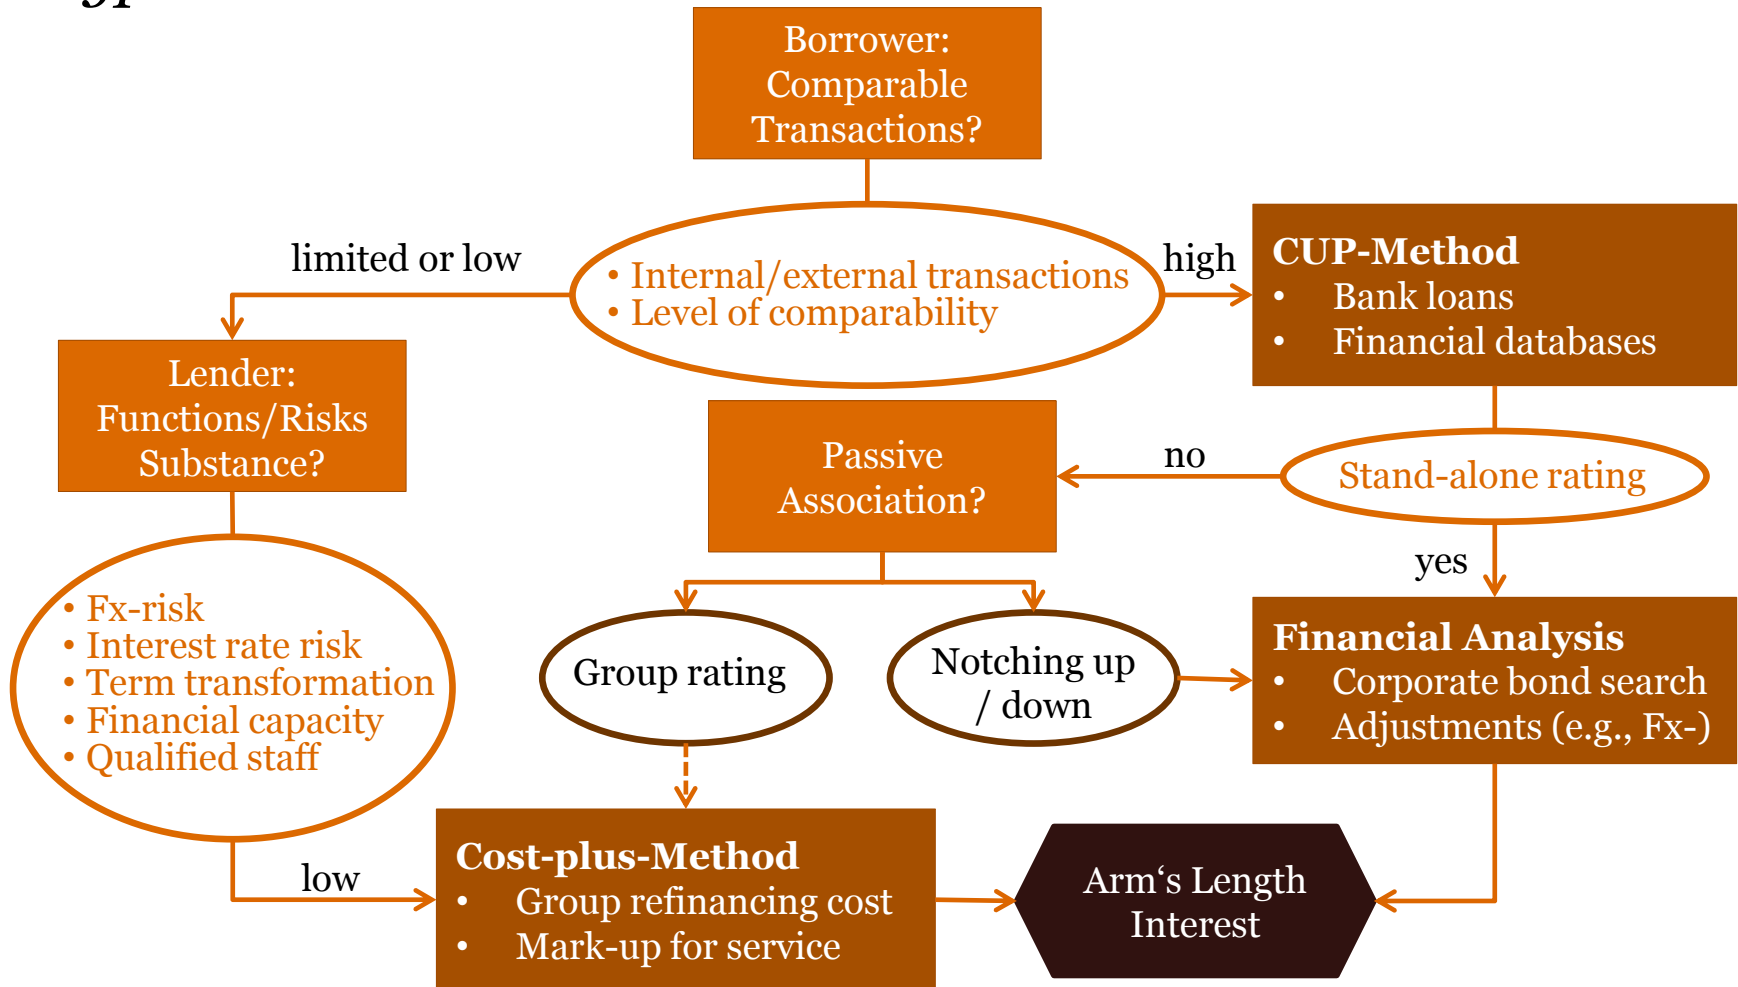 Borrower:
Comparable
Transactions?
limited or low
• Internal/external transactions
• Level of comparability
high
CUP-Method
• Bank loans
• Financial databases
Lender:
Functions/Risks
Substance?
Passive
Association?
no
Stand-alone rating
yes
• Fx-risk
• Interest rate risk
• Term transformation
• Financial capacity
• Qualified staff
Group rating
Notching up
/ down
Financial Analysis
• Corporate bond search
• Adjustments (e.g., Fx-)
low
Cost-plus-Method
• Group refinancing cost
• Mark-up for service
Arm‘s Length
Interest